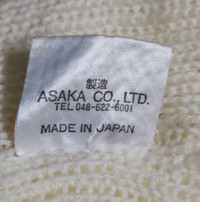 製造
ASAKA CO., LTD.
TEL 048-622-6001
MADE IN JAPAN